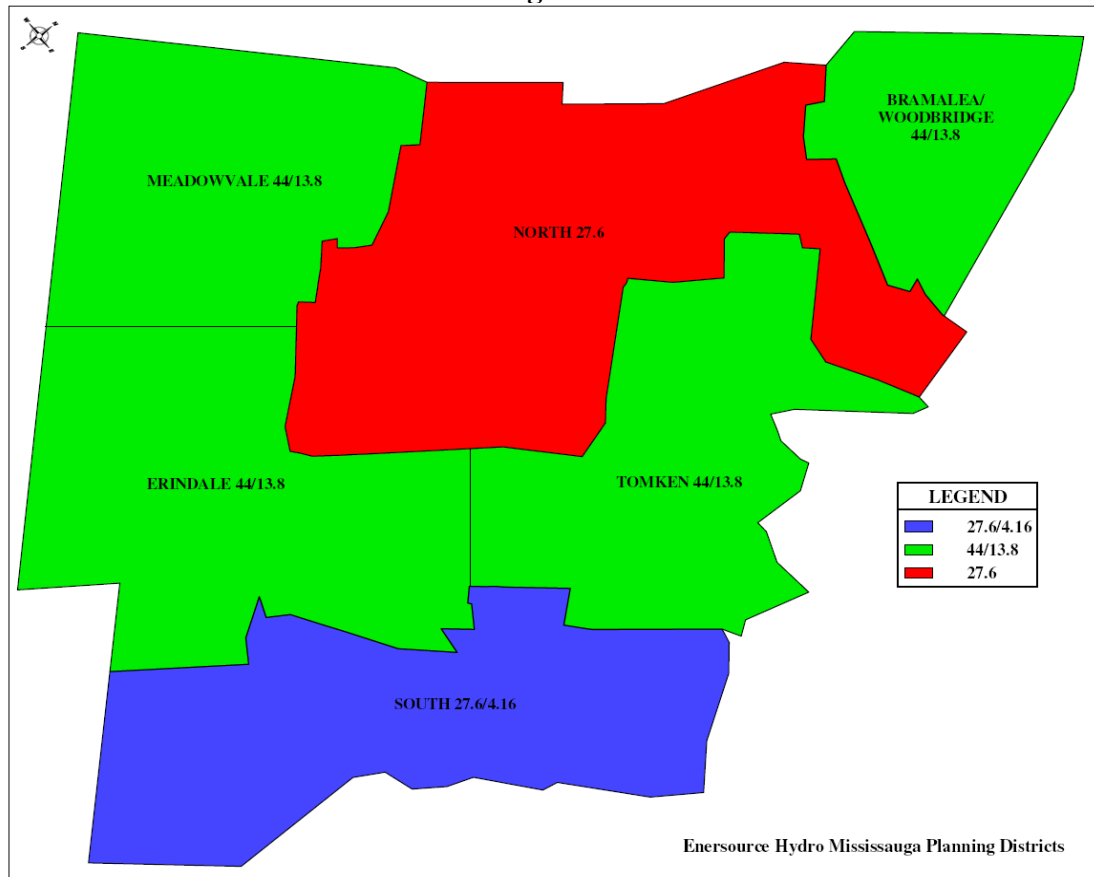 BRAMALEA/
WOODBRIDGE
44/13.8
MEADOWVALE 44/13.8
NORTH 27.6
ERINDALE 44/13.8
TOMKEN 44/13.8
LEGEND
27.6/4.16
44/13.8
27.6
SOUTH 27.6/4.16
Enersource Hydro Mississauga Planning Districts